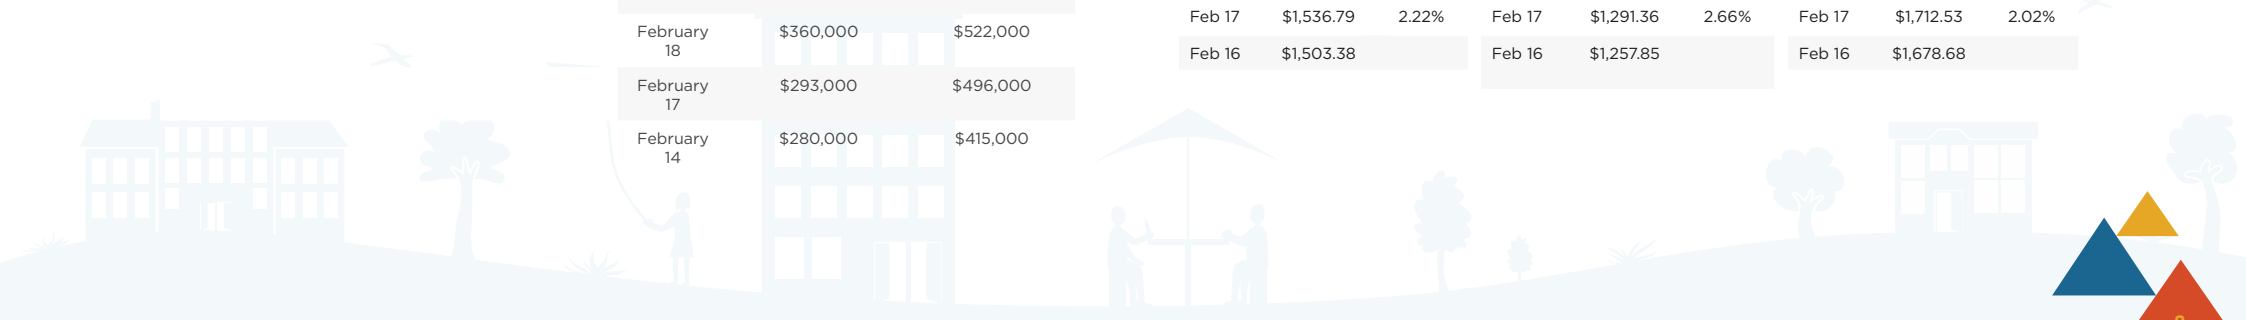 February $360,000 $522,000
18
February $293,000 $496,000
17
February $280,000 $415,000
14
Feb 17 $1,536.79 2.22%
Feb 16 $1,503.38
Feb 17 $1,291.36 2.66%
Feb 16 $1,257.85
Feb 17 $1,712.53 2.02%
Feb 16 $1,678.68